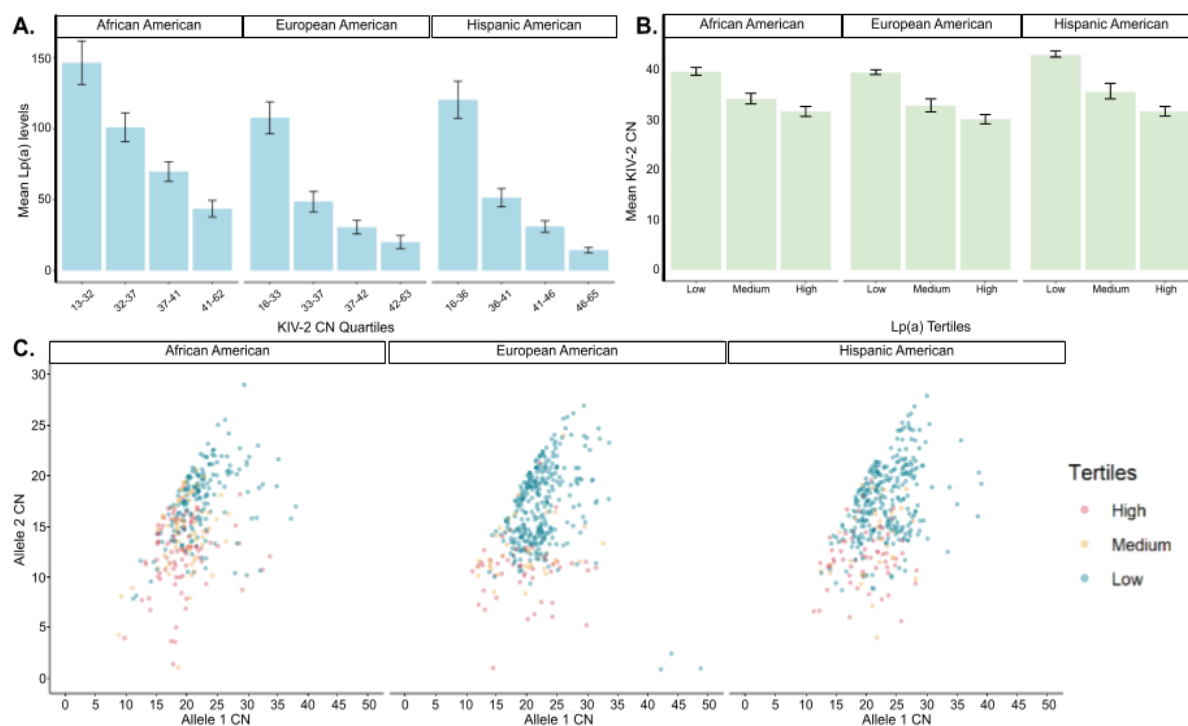 A.
African American
European American
Hispanic American
Mean Lp(a) levels
150
100
50
0
13-32
32-37
37-41
41-62
16-33
33-37
37-42
42-63
16-36
36-41
41-46
46-65
KIV-2 CN Quartiles
B.
African American
European American
Hispanic American
Mean KIV-2 CN
40
30
20
10
0
Low Medium High
Low Medium High
Low Medium High
Lp(a) Tertiles
C.
African American
European American
Hispanic American
Allele 2 CN
30
25
20
15
10
5
0
0 5 10 15 20 25 30 35 40 45 50
0 5 10 15 20 25 30 35 40 45 50
0 5 10 15 20 25 30 35 40 45 50
Allele 1 CN
Allele 1 CN
Allele 1 CN
Tertiles
High
Medium
Low